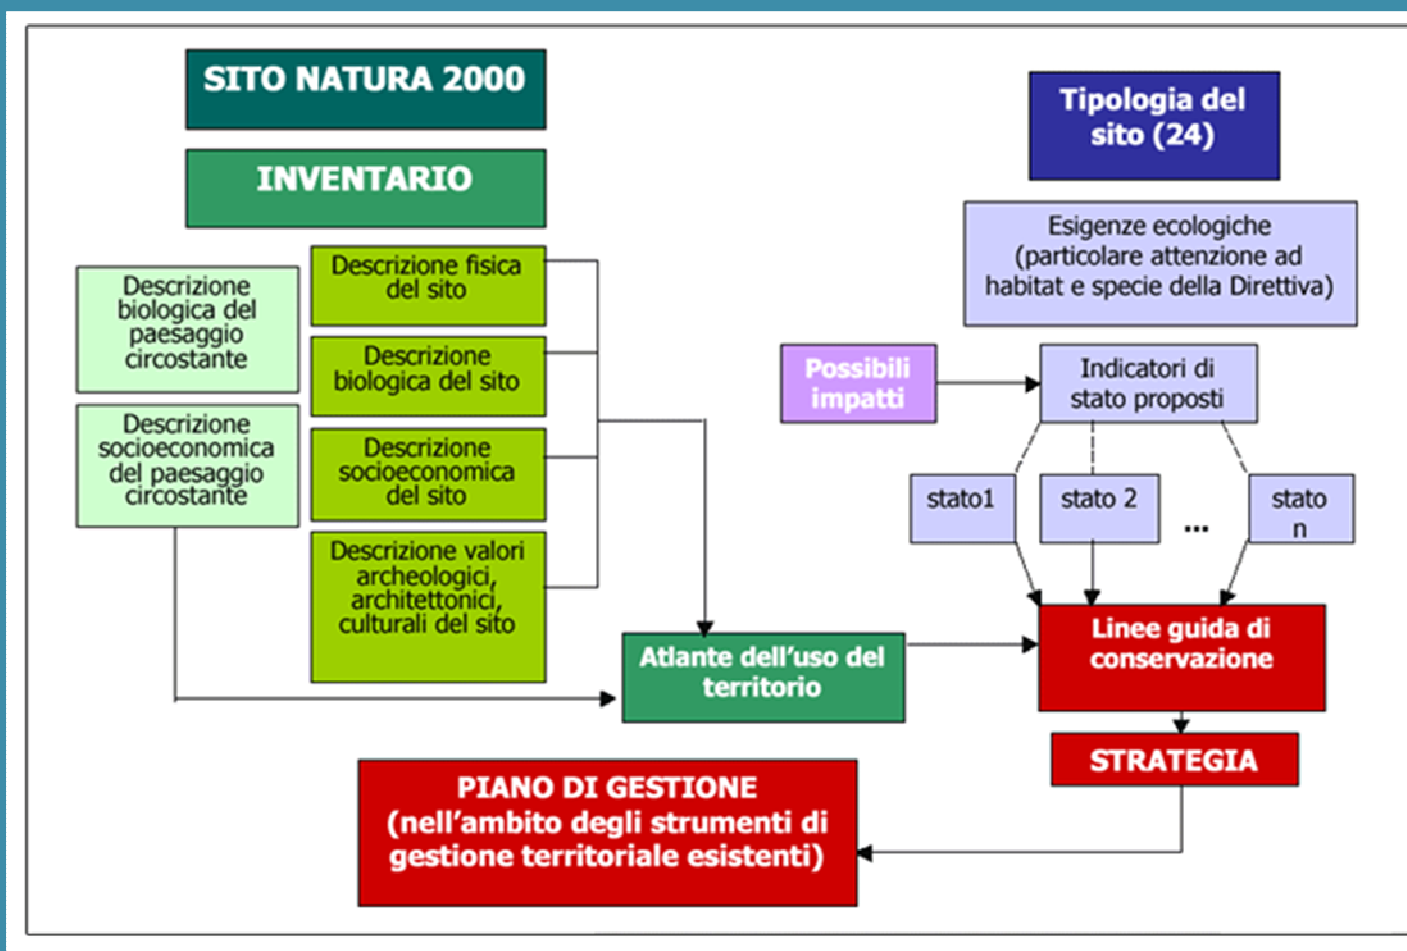 SITO NATURA 2000
INVENTARIO
Descrizione
biologica del
paesaggio
circostante
Descrizione
socioeconomica
del paesaggio
circostante
Descrizione fisica
del sito
Descrizione
biologica del sito
Descrizione
socioeconomica
del sito
Descrizione valori
archeologici,
architettonici,
culturali del sito
Tipologia del
sito (24)
Esigenze ecologiche
(particolare attenzione ad
habitat e specie della Direttiva)
Possibili
impatti
Indicatori di
stato proposti
stato1
stato 2
...
stato
n
Atlante dell’uso del
territorio
Linee guida di
conservazione
STRATEGIA
PIANO DI GESTIONE
(nell’ambito degli strumenti di
gestione territoriale esistenti)